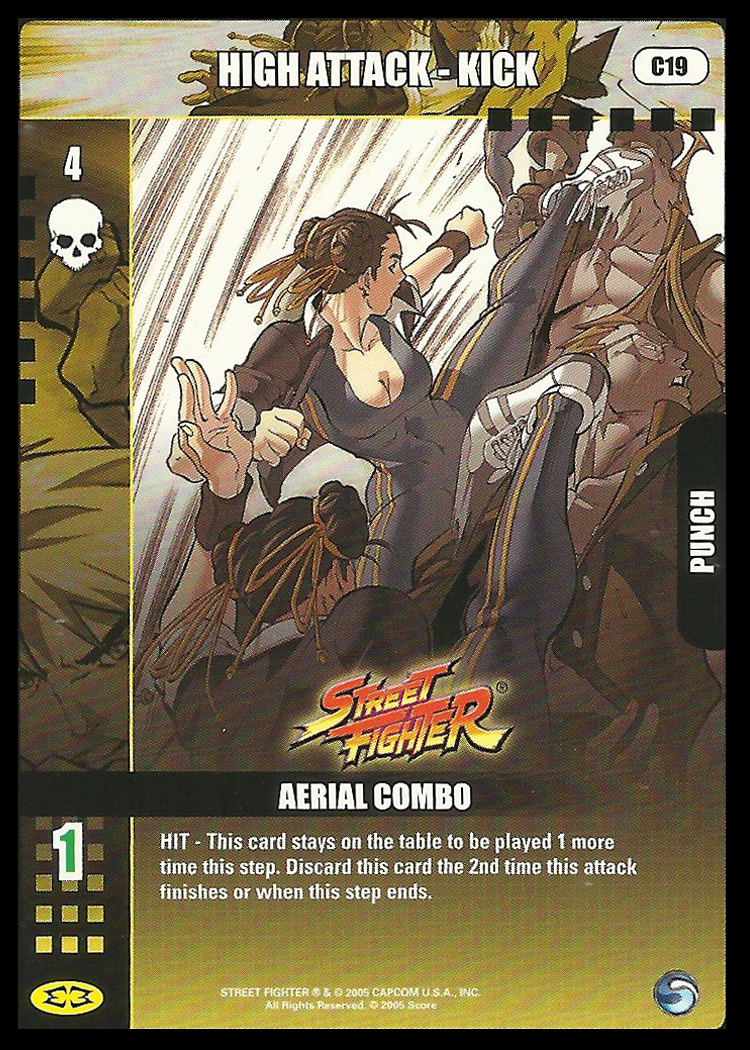 HIGH ATTACK - KICK
C19
4
PUNCH
STREET
FIGHTER®
AERIAL COMBO
1
HIT - This card stays on the table to be played 1 more
time this step. Discard this card the 2nd time this attack
finishes or when this step ends.
STREET FIGHTER ® & © 2005 CAPCOM U.S.A., INC.
All Rights Reserved. © 2005 Score